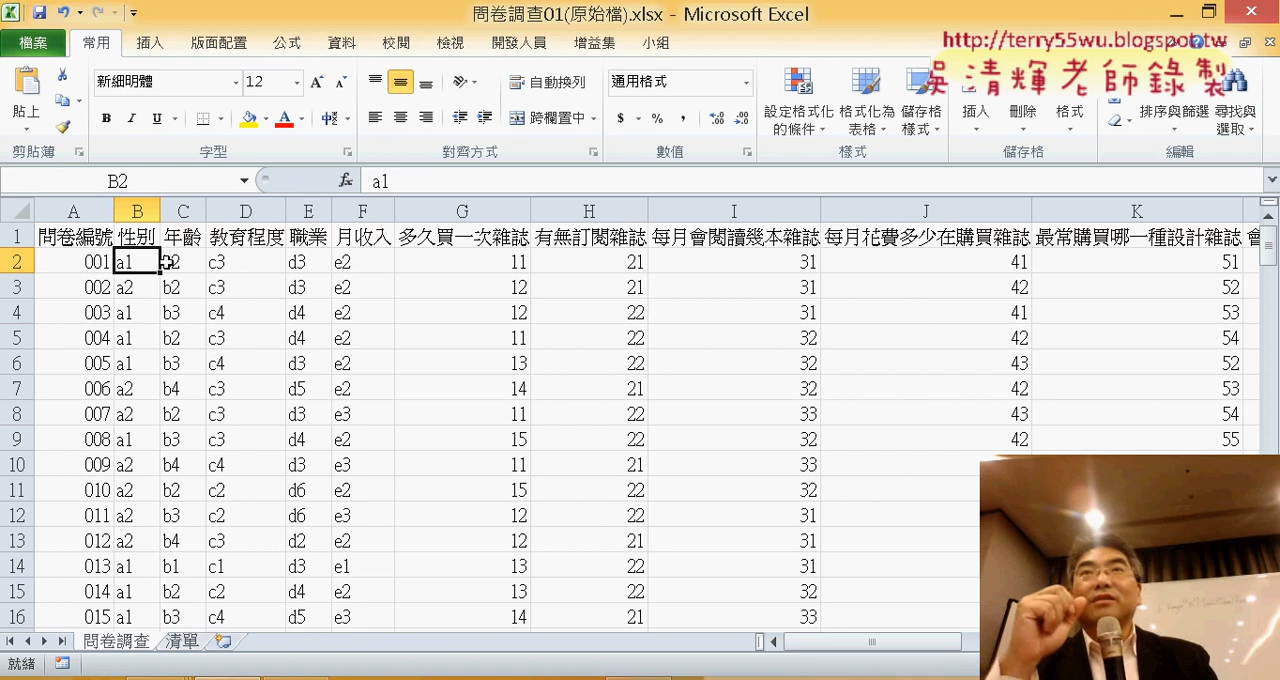 問卷調查01(原始檔).xlsx - Microsoft Excel
http://terry55wu.blogspot.tw
吳清輝老師錄製
檔案 常用 插入 版面配置 公式 資料 校閱 檢視 開發人員 增益集 小組
新細明體 12 自動換列 通用格式
貼上 B I U A 中 跨欄置中 $ % , 設定格式化的條件 格式化為表格 儲存格樣式 插入 刪除 格式 排序與篩選 尋找與選取
剪貼簿 字型 對齊方式 數值 樣式 儲存格 編輯
B2 fx a1
A B C D E F G H I J K
1 問卷編號 性別 年齡 教育程度 職業 月收入 多久買一次雜誌 有無訂閱雜誌 每月會閱讀幾本雜誌 每月花費多少在購買雜誌 最常購買哪一種設計雜誌 會
2 001 a1 2 c3 d3 e2 11 21 31 41 51
3 002 a2 b2 c3 d3 e2 12 21 31 42 52
4 003 a1 b3 c4 d4 e2 12 22 31 41 53
5 004 a1 b2 c3 d4 e2 11 22 32 42 54
6 005 a1 b3 c4 d3 e2 13 22 32 43 52
7 006 a2 b4 c3 d5 e2 14 21 32 42 53
8 007 a2 b2 c3 d3 e3 11 22 33 43 54
9 008 a1 b3 c3 d4 e2 15 22 32 42 55
10 009 a2 b4 c4 d3 e3 11 21 33
11 010 a2 b2 c2 d6 e2 15 22 32
12 011 a2 b3 c2 d6 e3 12 22 31
13 012 a2 b4 c3 d2 e2 12 21 31
14 013 a1 b1 c1 d3 e1 13 22 31
15 014 a1 b2 c2 d4 e2 13 22 32
16 015 a1 b3 c4 d5 e3 14 21 33
問卷調查 清單
就緒